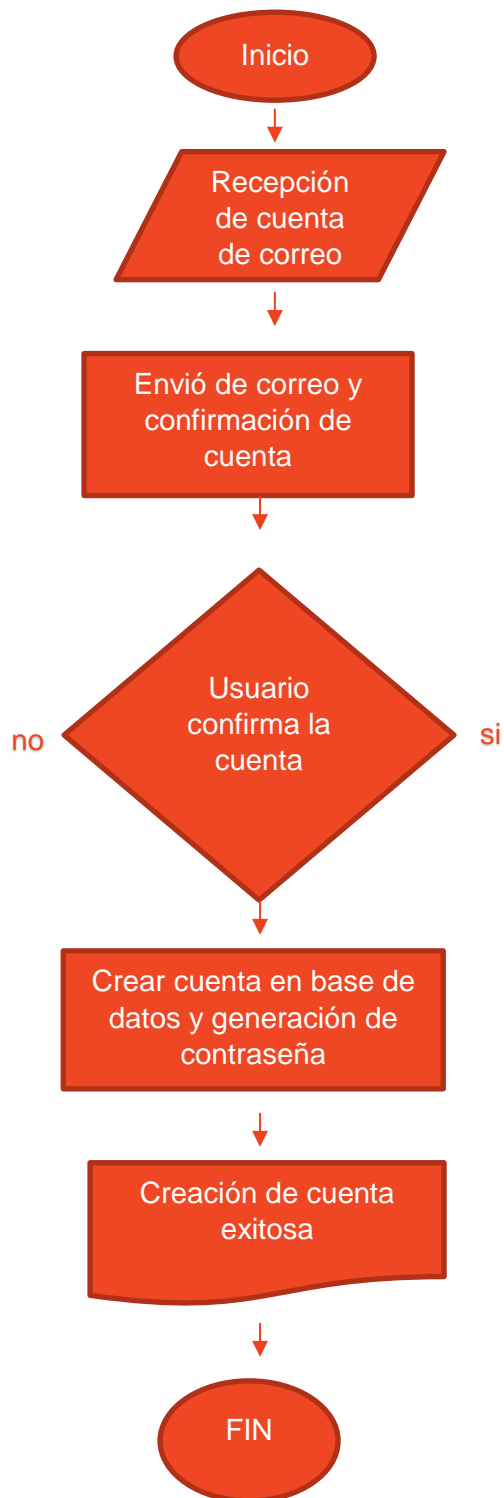 Inicio
Recepción
de cuenta
de correo
Envió de correo y
confirmación de
cuenta
Usuario
confirma la
cuenta
no
si
Crear cuenta en base de
datos y generación de
contraseña
Creación de cuenta
exitosa
FIN